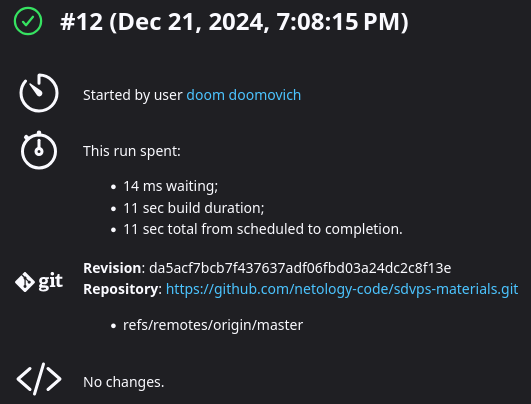 #12 (Dec 21, 2024, 7:08:15 PM)
Started by user doom doomovich
This run spent:
• 14 ms waiting;
• 11 sec build duration;
• 11 sec total from scheduled to completion.
Revision: da5acf7bcb7f437637adf06fbd03a24dc2c8f13e
git
Repository: https://github.com/netology-code/sdvps-materials.git
• refs/remotes/origin/master
No changes.